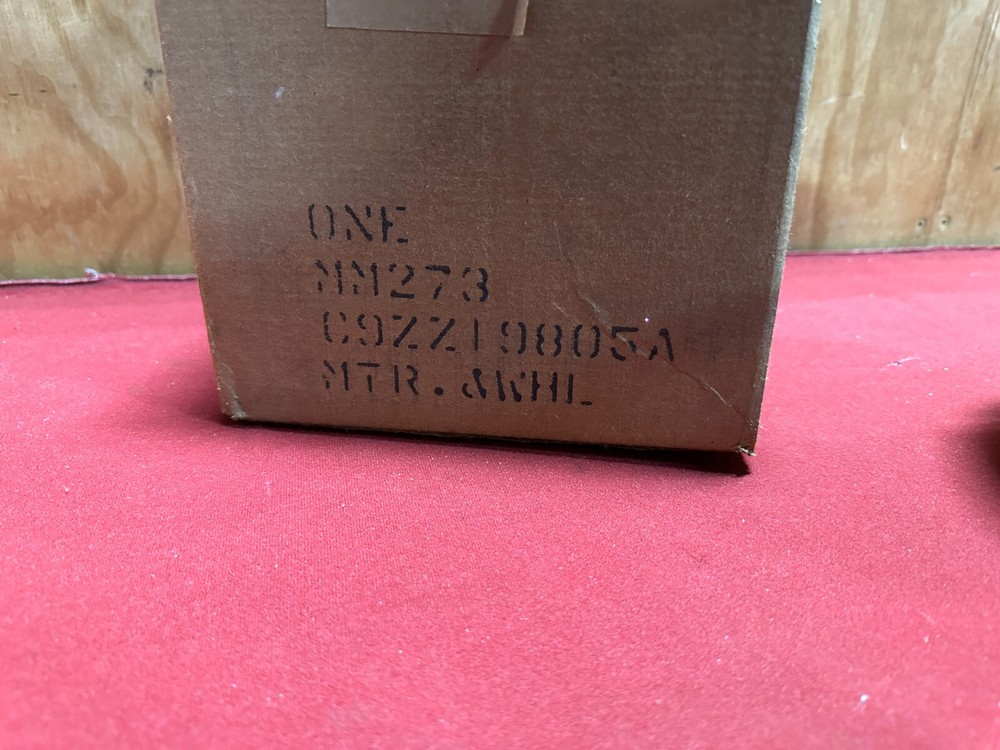 ONE
MM273
C9ZZ19805A
MTR. &WHL